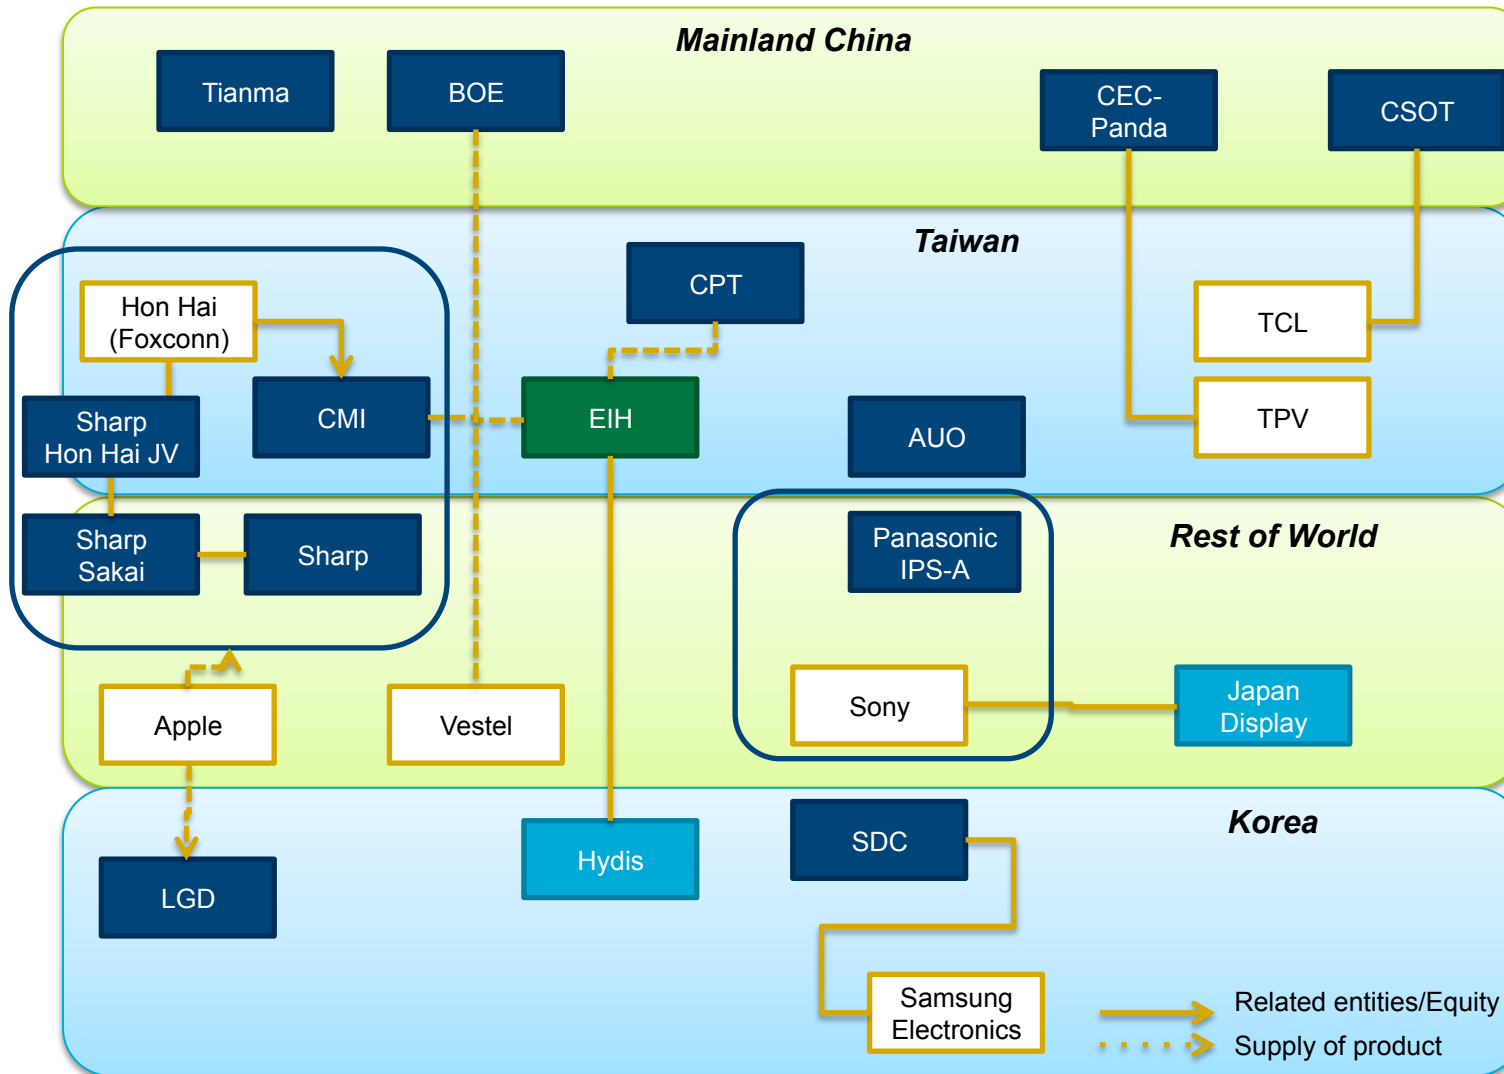 Mainland China
Tianma
BOE
CEC-
Panda
CSOT
Taiwan
Hon Hai
(Foxconn)
CPT
TCL
Sharp
Hon Hai JV
CMI
EIH
AUO
TPV
Rest of World
Sharp
Sakai
Sharp
Panasonic
IPS-A
Apple
Vestel
Sony
Japan
Display
Korea
LGD
Hydis
SDC
Samsung
Electronics
Related entities/Equity
Supply of product